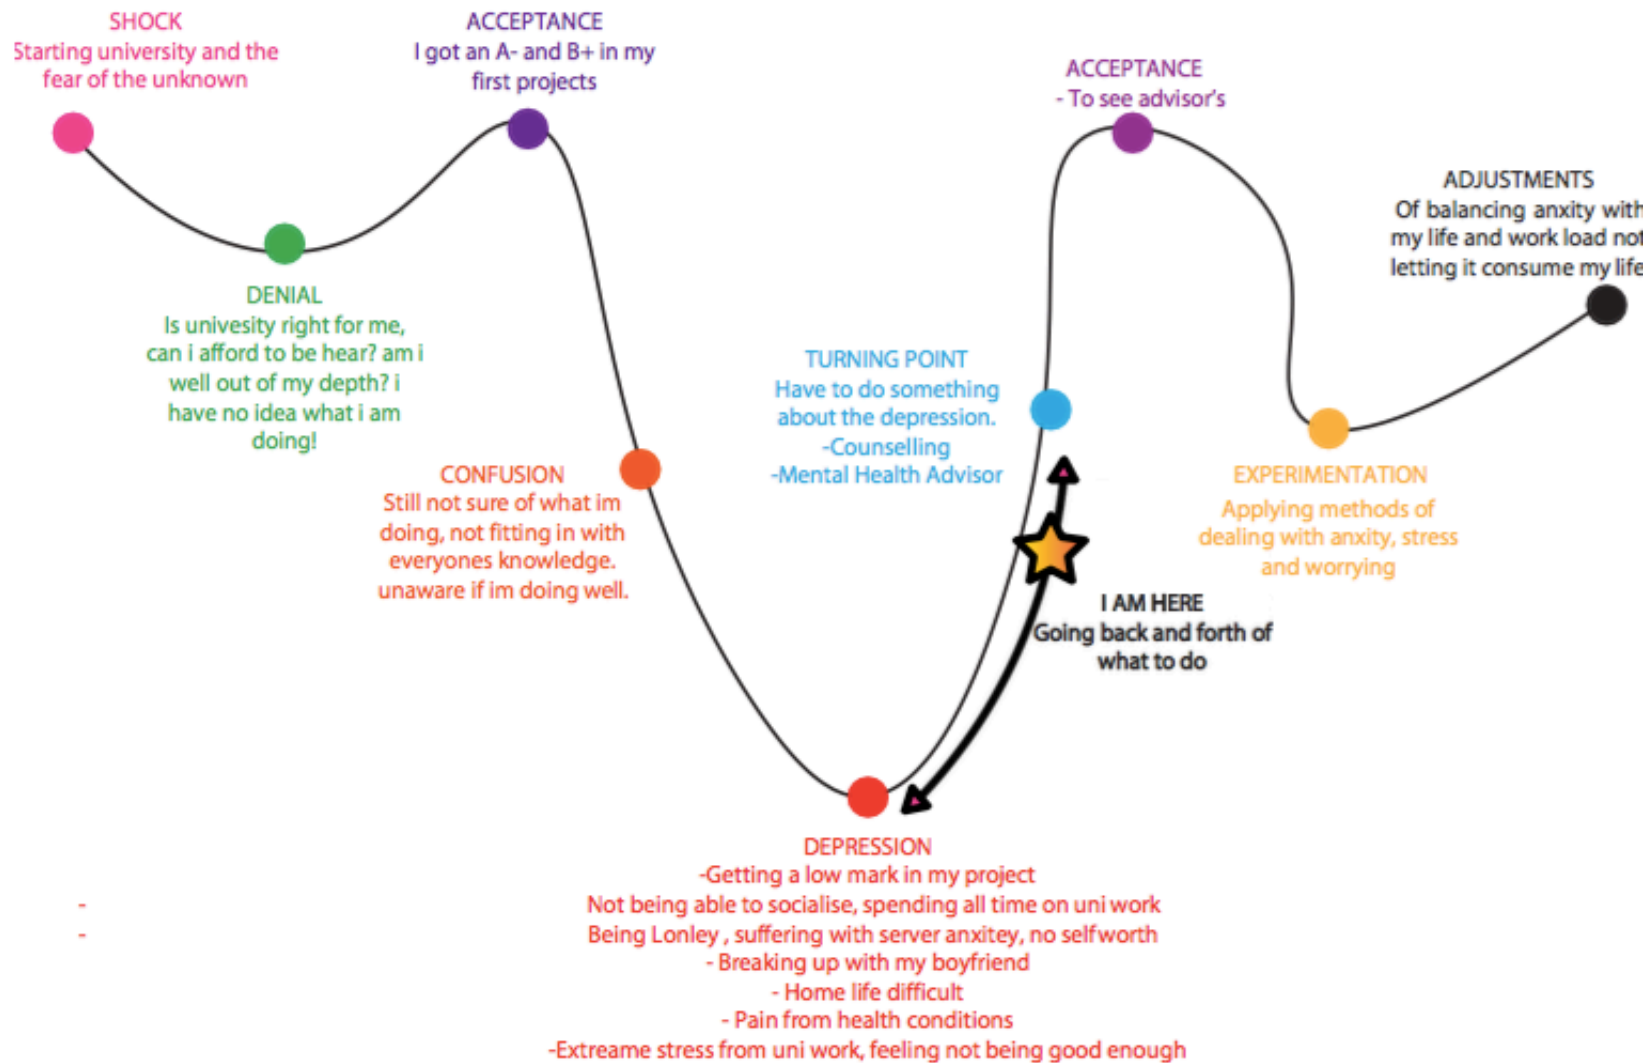 SHOCK
Starting university and the
fear of the unknown
ACCEPTANCE
I got an A- and B+ in my
first projects
ACCEPTANCE
- To see advisor's
ADJUSTMENTS
Of balancing anxity with
my life and work load not
letting it consume my life
DENIAL
Is univesity right for me,
can i afford to be hear? am i
well out of my depth? i
have no idea what i am
doing!
TURNING POINT
Have to do something
about the depression.
-Counselling
-Mental Health Advisor
CONFUSION
Still not sure of what im
doing, not fitting in with
everyones knowledge.
unaware if im doing well.
EXPERIMENTATION
Applying methods of
dealing with anxity, stress
and worrying
I AM HERE
Going back and forth of
what to do
DEPRESSION
-Getting a low mark in my project
- Not being able to socialise, spending all time on uni work
- Being Lonley , suffering with server anxitey, no self worth
- Breaking up with my boyfriend
- Home life difficult
- Pain from health conditions
-Extreame stress from uni work, feeling not being good enough